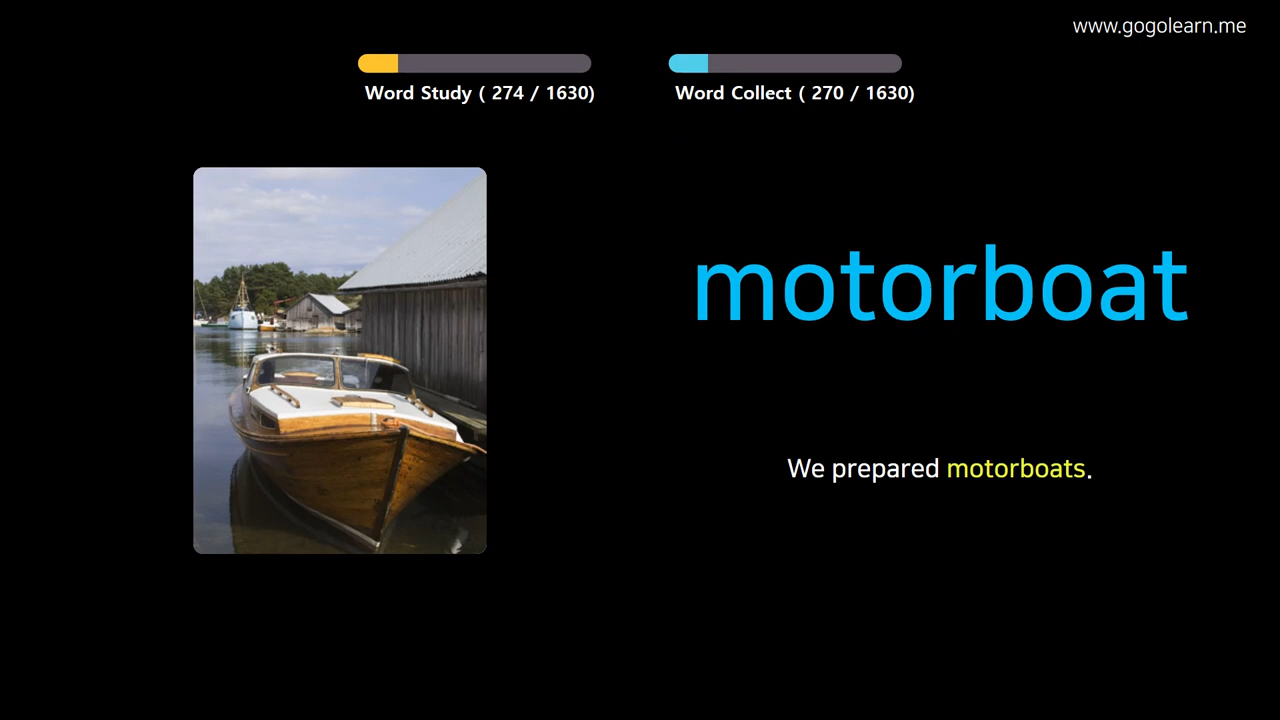 www.gogolearn.me
Word Study ( 274 / 1630)
Word Collect ( 270 / 1630)
motorboat
We prepared motorboats.